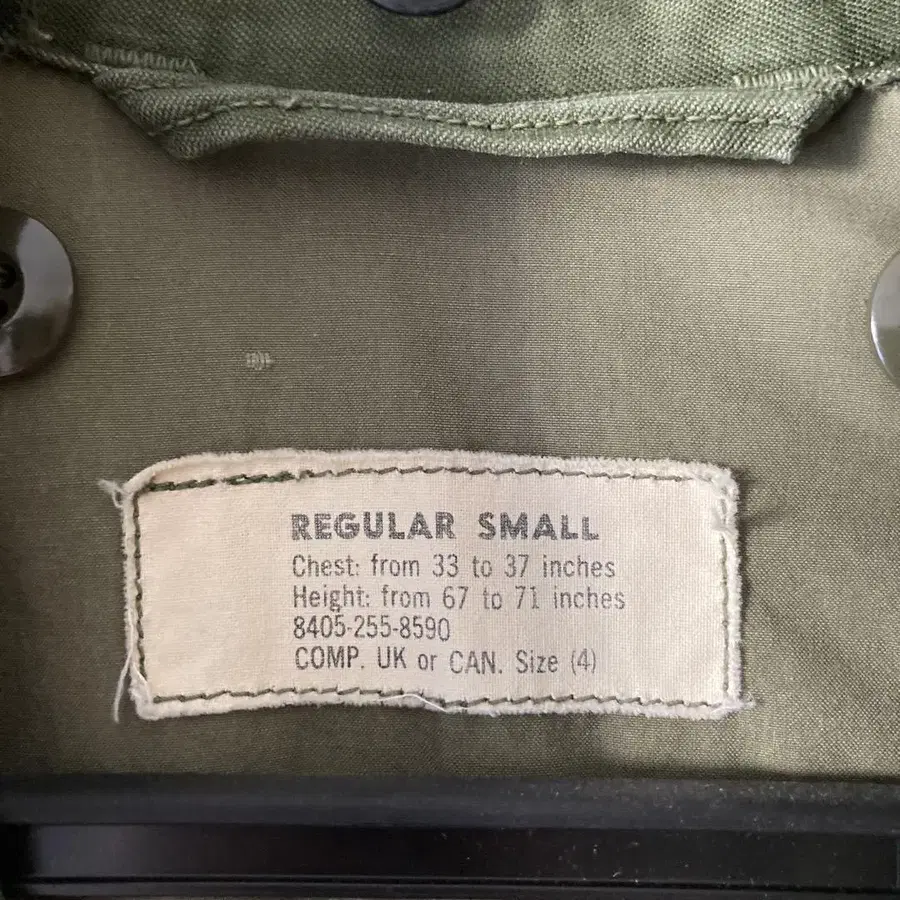 REGULAR SMALL
Chest: from 33 to 37 inches
Height: from 67 to 71 inches
8405-255-8590
COMP. UK or CAN. Size (4)